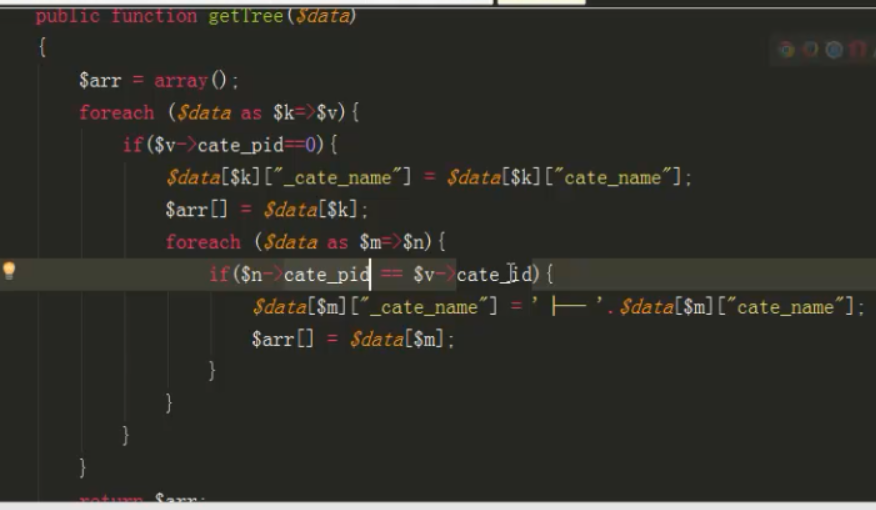 public function getTree($data)
{
$arr = array();
foreach ($data as $k=>$v){
if($v->cate_pid==0){
$data[$k]["_cate_name"] = $data[$k]["cate_name"];
$arr[] = $data[$k];
foreach ($data as $m=>$n){
if($n->cate_pid == $v->cate_id){
$data[$m]["_cate_name"] = '├── '.$data[$m]["cate_name"];
$arr[] = $data[$m];
}
}
}
}
return $arr;